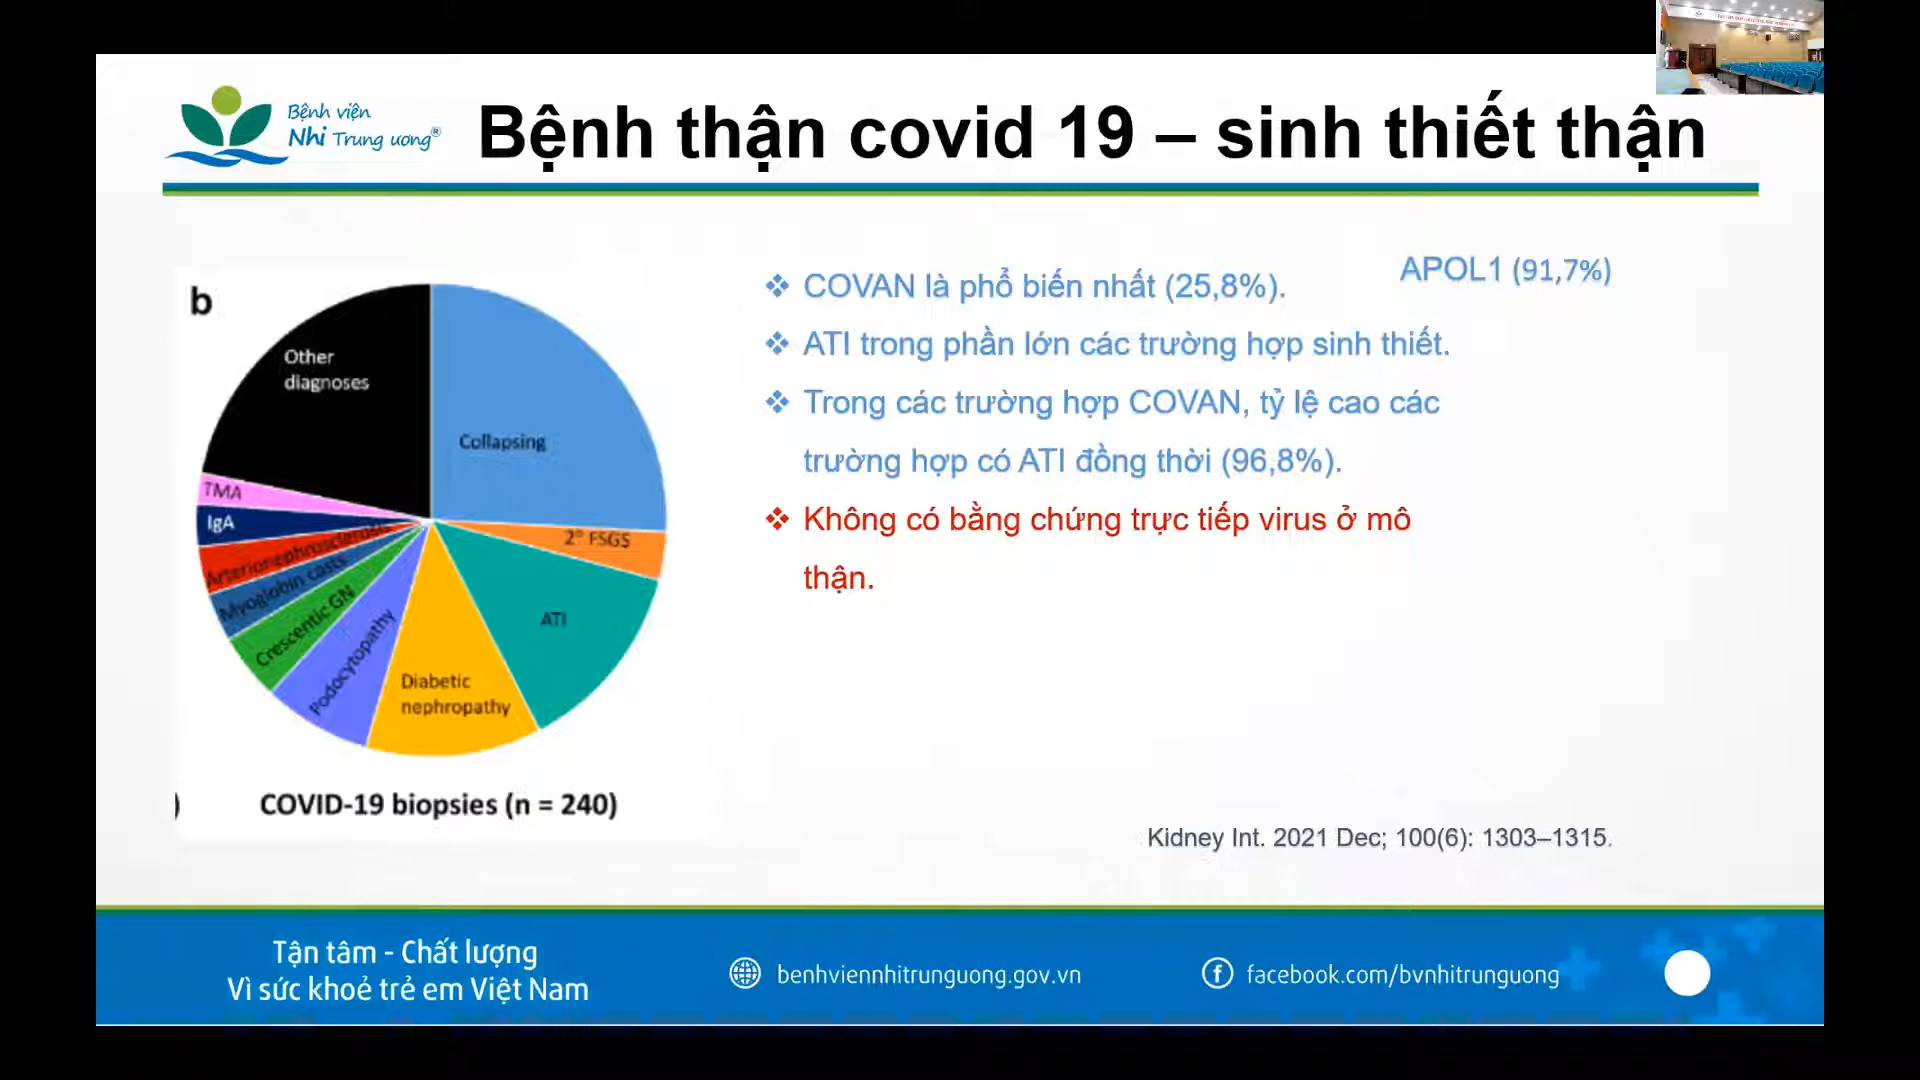 Bệnh viện
Nhi Trung ương®
Bệnh thận covid 19 – sinh thiết thận
b
Other
diagnoses
Collapsing
TMA
IgA
2° FSGS
Arterionephrosclerosis
Myoglobin casts
Crescentic GN
Podocytopathy
ATI
Diabetic
nephropathy
) COVID-19 biopsies (n = 240)
❖ COVAN là phổ biến nhất (25,8%).
APOL1 (91,7%)
❖ ATI trong phần lớn các trường hợp sinh thiết.
❖ Trong các trường hợp COVAN, tỷ lệ cao các
trường hợp có ATI đồng thời (96,8%).
❖ Không có bằng chứng trực tiếp virus ở mô
thận.
Kidney Int. 2021 Dec; 100(6): 1303–1315.
Tận tâm - Chất lượng
Vì sức khoẻ trẻ em Việt Nam
benhviennhitrunguong.gov.vn
facebook.com/bvnhitrunguong